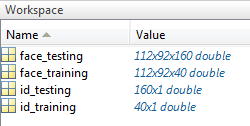 Workspace
Name Value
face_testing 112x92x160 double
face_training 112x92x40 double
id_testing 160x1 double
id_training 40x1 double